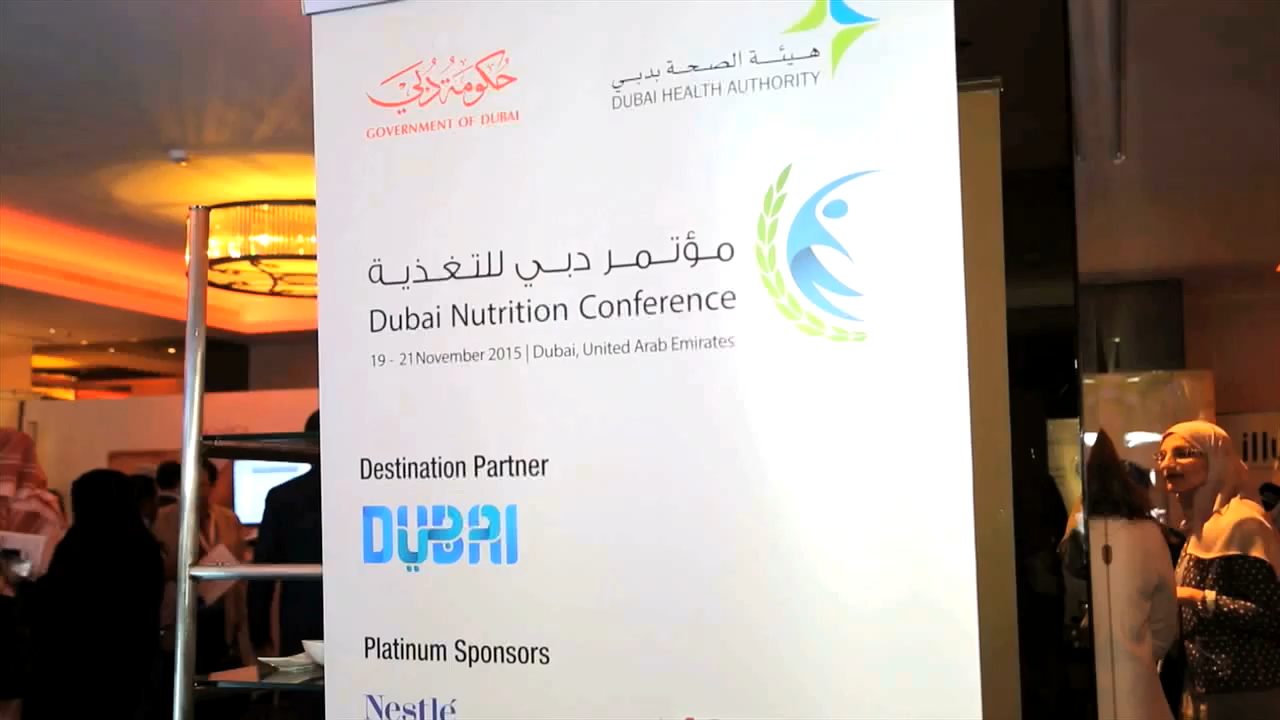 حكومة دبي
GOVERNMENT OF DUBAI
هيئة الصحة بدبي
DUBAI HEALTH AUTHORITY
مؤتمر دبي للتغذية
Dubai Nutrition Conference
19 - 21 November 2015 | Dubai, United Arab Emirates
Destination Partner
DUBAI
Platinum Sponsors
Nestlé